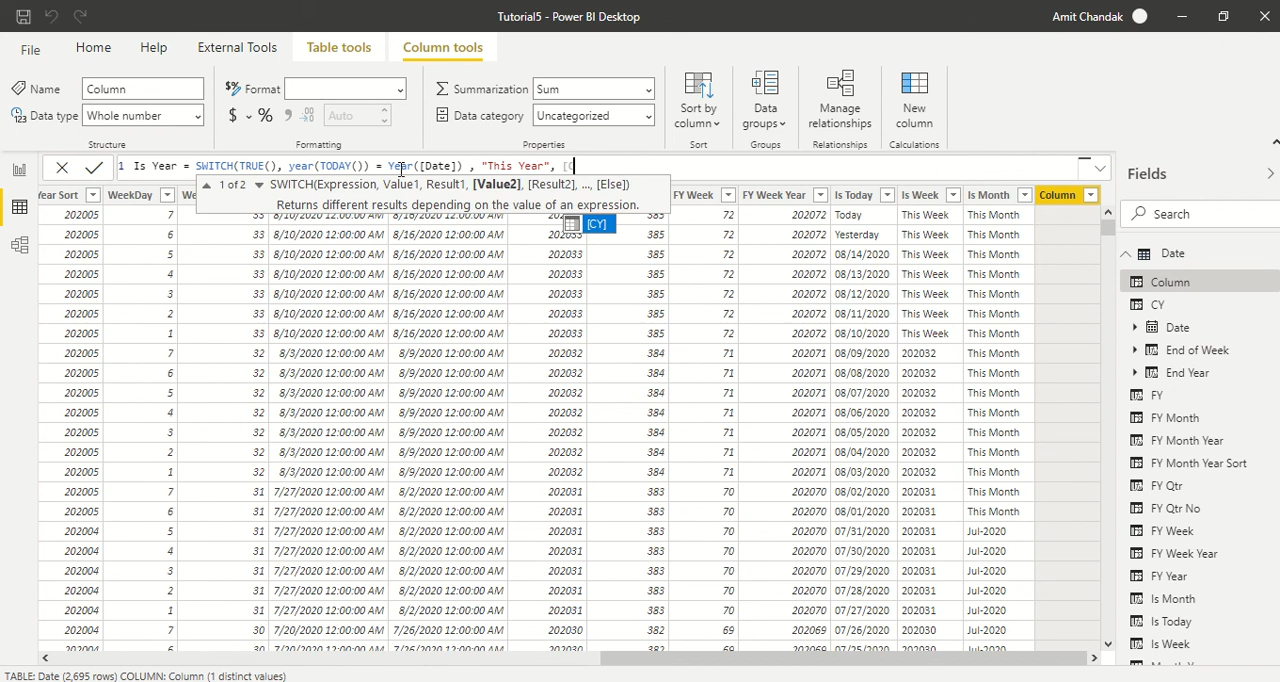 Tutorial5 - Power BI Desktop
Amit Chandak
File Home Help External Tools Table tools Column tools
Name Column Format Summarization Sum
Data type Whole number $ % Auto Data category Uncategorized
Sort by column Data groups Manage relationships New column
Structure Formatting Properties Sort Groups Relationships Calculations
1 Is Year = SWITCH(TRUE(), year(TODAY()) = Year([Date]) , "This Year", [C
1 of 2 SWITCH(Expression, Value1, Result1, [Value2], [Result2], ..., [Else])
[CY]
Year Sort WeekDay FY Week FY Week Year Is Today Is Week Is Month Column
202005 7 33 72 202072 Today This Week This Month
202005 6 33 8/10/2020 12:00:00 AM 8/16/2020 12:00:00 AM 385 72 202072 Yesterday This Week This Month
202005 5 33 8/10/2020 12:00:00 AM 8/16/2020 12:00:00 AM 202033 385 72 202072 08/14/2020 This Week This Month
202005 4 33 8/10/2020 12:00:00 AM 8/16/2020 12:00:00 AM 202033 385 72 202072 08/13/2020 This Week This Month
202005 3 33 8/10/2020 12:00:00 AM 8/16/2020 12:00:00 AM 202033 385 72 202072 08/12/2020 This Week This Month
202005 2 33 8/10/2020 12:00:00 AM 8/16/2020 12:00:00 AM 202033 385 72 202072 08/11/2020 This Week This Month
202005 1 33 8/10/2020 12:00:00 AM 8/16/2020 12:00:00 AM 202033 385 72 202072 08/10/2020 This Week This Month
202005 7 32 8/3/2020 12:00:00 AM 8/9/2020 12:00:00 AM 202032 384 71 202071 08/09/2020 202032 This Month
202005 6 32 8/3/2020 12:00:00 AM 8/9/2020 12:00:00 AM 202032 384 71 202071 08/08/2020 202032 This Month
202005 5 32 8/3/2020 12:00:00 AM 8/9/2020 12:00:00 AM 202032 384 71 202071 08/07/2020 202032 This Month
202005 4 32 8/3/2020 12:00:00 AM 8/9/2020 12:00:00 AM 202032 384 71 202071 08/06/2020 202032 This Month
202005 3 32 8/3/2020 12:00:00 AM 8/9/2020 12:00:00 AM 202032 384 71 202071 08/05/2020 202032 This Month
202005 2 32 8/3/2020 12:00:00 AM 8/9/2020 12:00:00 AM 202032 384 71 202071 08/04/2020 202032 This Month
202005 1 32 8/3/2020 12:00:00 AM 8/9/2020 12:00:00 AM 202032 384 71 202071 08/03/2020 202032 This Month
202005 7 31 7/27/2020 12:00:00 AM 8/2/2020 12:00:00 AM 202031 383 70 202070 08/02/2020 202031 This Month
202005 6 31 7/27/2020 12:00:00 AM 8/2/2020 12:00:00 AM 202031 383 70 202070 08/01/2020 202031 This Month
202004 5 31 7/27/2020 12:00:00 AM 8/2/2020 12:00:00 AM 202031 383 70 202070 07/31/2020 202031 Jul-2020
202004 4 31 7/27/2020 12:00:00 AM 8/2/2020 12:00:00 AM 202031 383 70 202070 07/30/2020 202031 Jul-2020
202004 3 31 7/27/2020 12:00:00 AM 8/2/2020 12:00:00 AM 202031 383 70 202070 07/29/2020 202031 Jul-2020
202004 2 31 7/27/2020 12:00:00 AM 8/2/2020 12:00:00 AM 202031 383 70 202070 07/28/2020 202031 Jul-2020
202004 1 31 7/27/2020 12:00:00 AM 8/2/2020 12:00:00 AM 202031 383 70 202070 07/27/2020 202031 Jul-2020
202004 7 30 7/20/2020 12:00:00 AM 7/26/2020 12:00:00 AM 202030 382 69 202069 07/26/2020 202030 Jul-2020
Fields
Search
Date
Column
CY
Date
End of Week
End Year
FY
FY Month
FY Month Year
FY Month Year Sort
FY Qtr
FY Qtr No
FY Week
FY Week Year
FY Year
Is Month
Is Today
Is Week
TABLE: Date (2,695 rows) COLUMN: Column (1 distinct values)